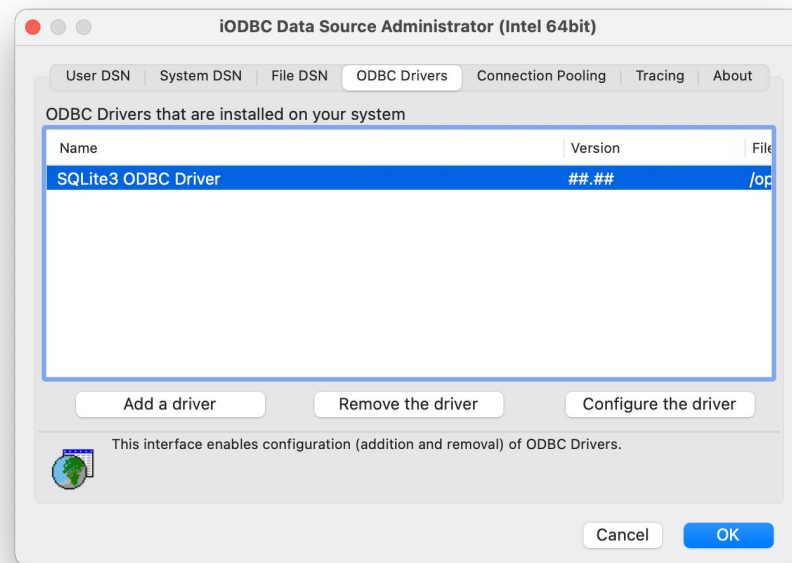 iODBC Data Source Administrator (Intel 64bit)
User DSN System DSN File DSN ODBC Drivers Connection Pooling Tracing About
ODBC Drivers that are installed on your system
Name Version File
SQLite3 ODBC Driver ##.## /op
Add a driver Remove the driver Configure the driver
This interface enables configuration (addition and removal) of ODBC Drivers.
Cancel OK